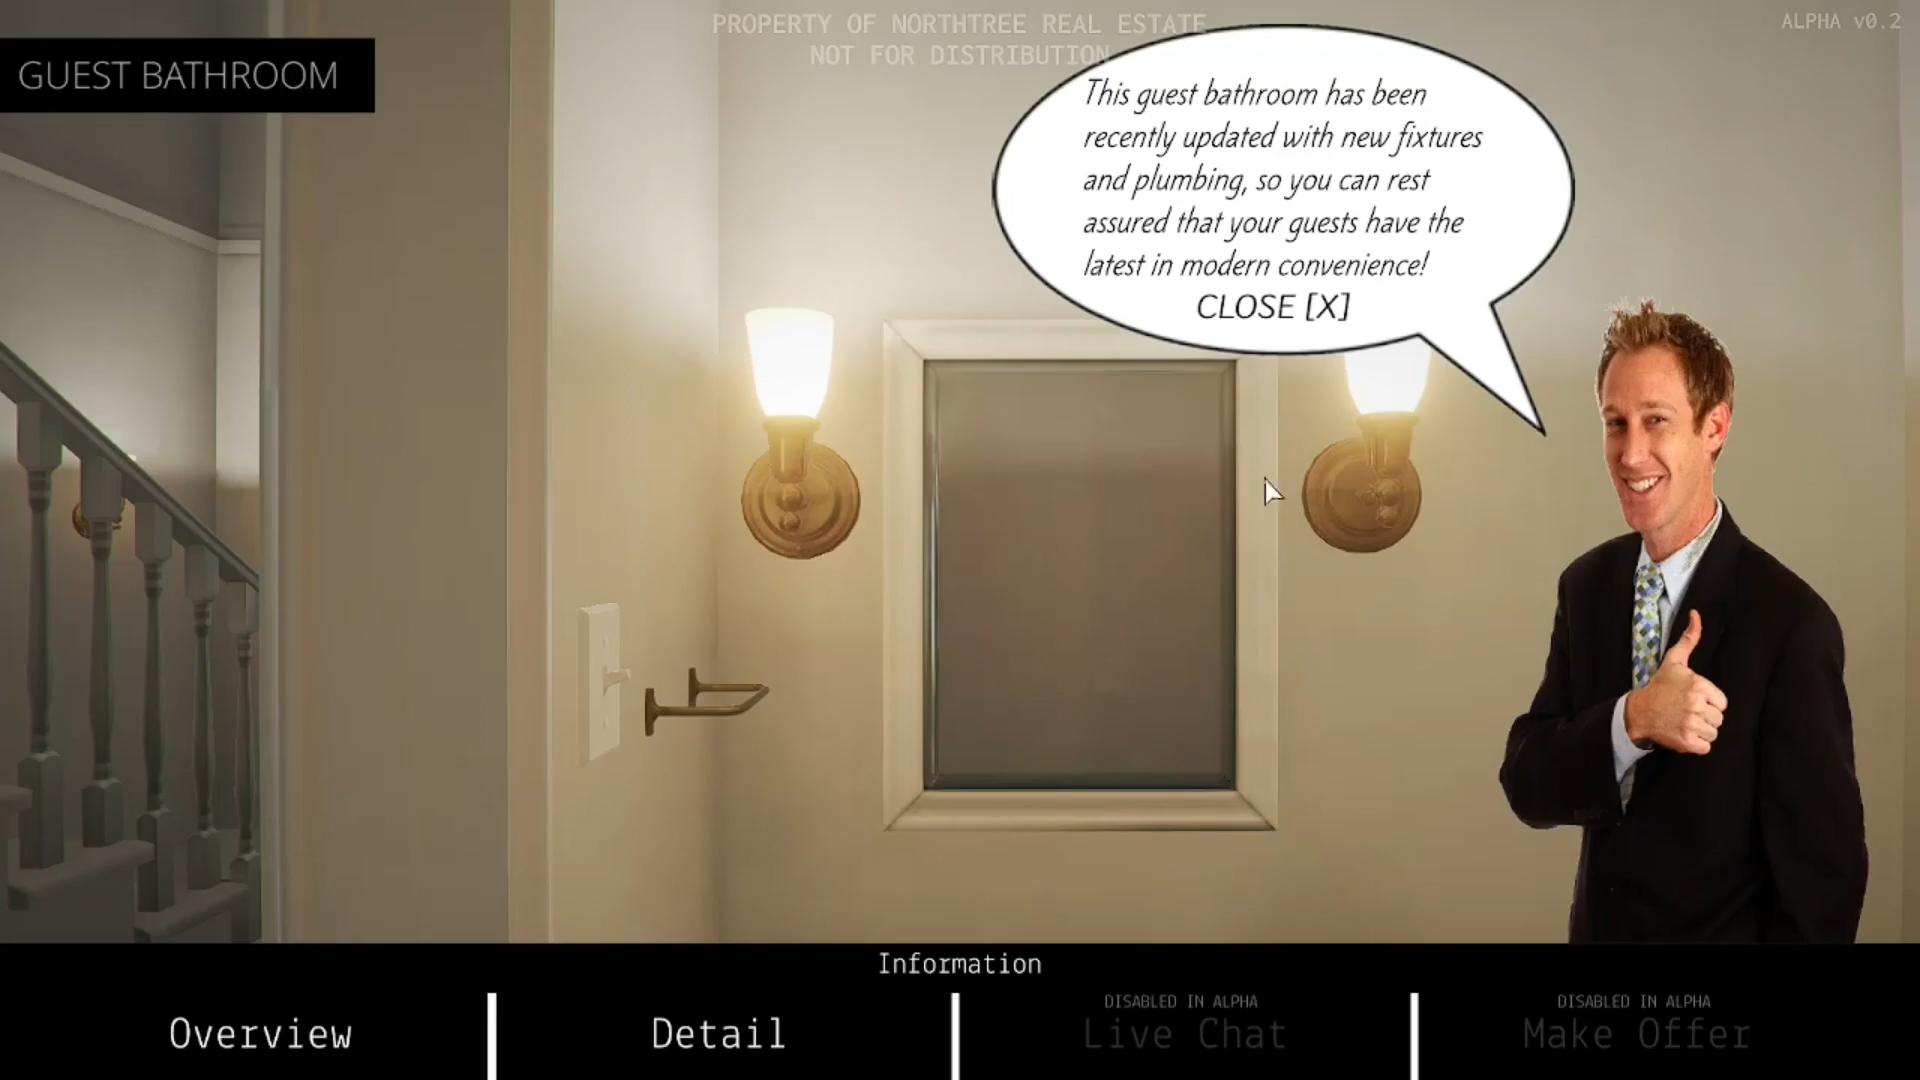 PROPERTY OF NORTHTREE REAL ESTATE
NOT FOR DISTRIBUTION
ALPHA v0.2
GUEST BATHROOM
This guest bathroom has been
recently updated with new fixtures
and plumbing, so you can rest
assured that your guests have the
latest in modern convenience!
CLOSE [X]
Information
Overview
Detail
DISABLED IN ALPHA
Live Chat
DISABLED IN ALPHA
Make Offer